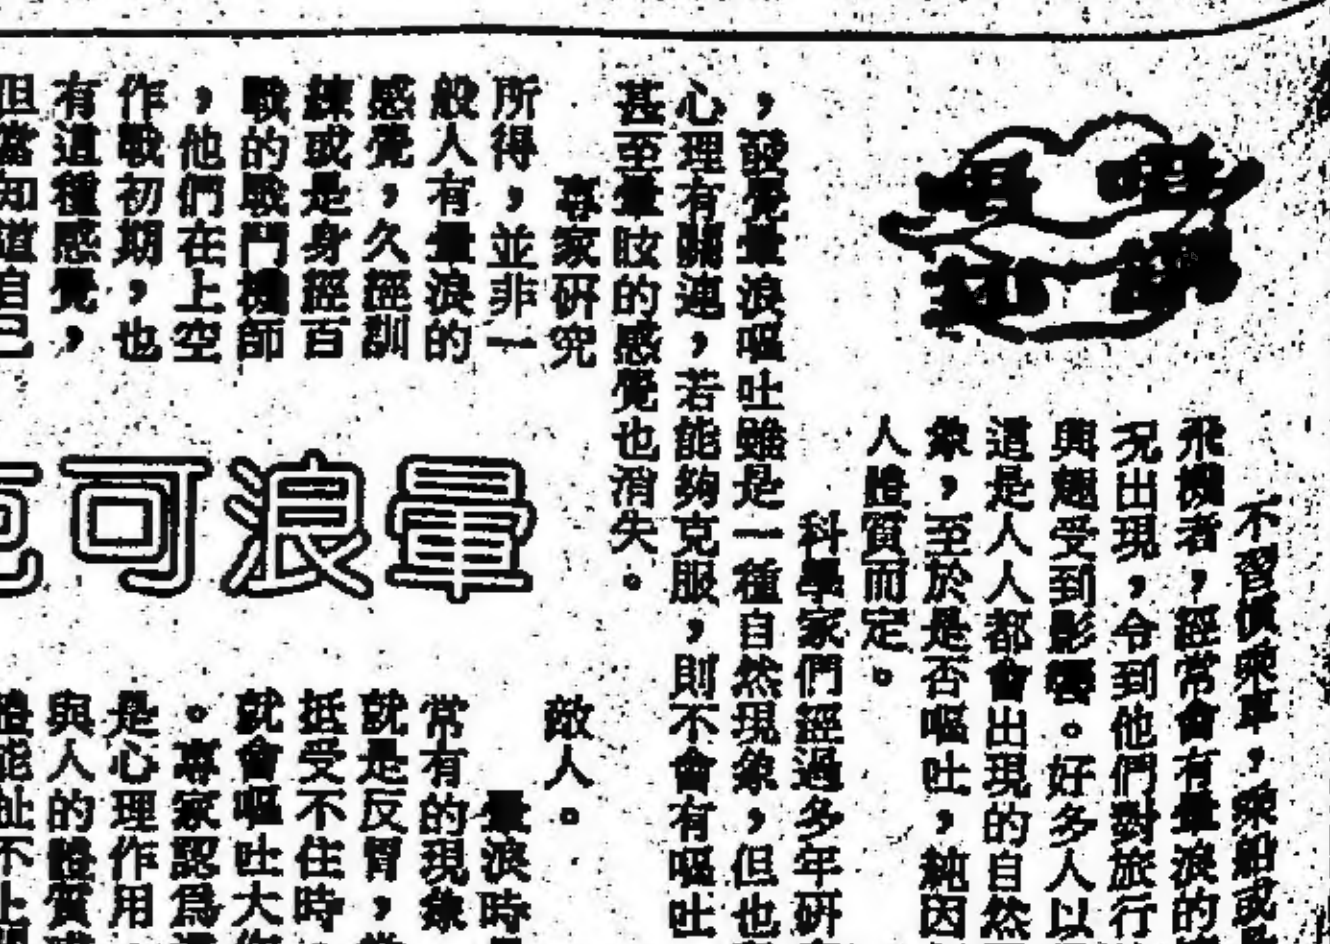 暈浪可
不習慣乘車,乘船或
飛機者,經常會有暈浪的
况出現,令到他們對旅行
興趣受到影響。好多人以
這是人人都會出現的自然
象,至於是否嘔吐,純因
人體質而定。
科學家們經過多年研
,發覺暈浪嘔吐雖是一種自然現象,但也
心理有關連,若能夠克服,則不會有嘔吐
甚至暈眩的感覺也消失。
專家研究
所得,並非一
般人有暈浪的
感覺,久經訓
練或是身經百
戰的戰鬥機師
,他們在上空
作戰初期,也
有這種感覺,
但當知道自己
敵人。
暈浪時
常有的現象
就是反胃,
抵受不住時
就會嘔吐大
。專家認爲
是心理作用
與人的體質
體能扯不上